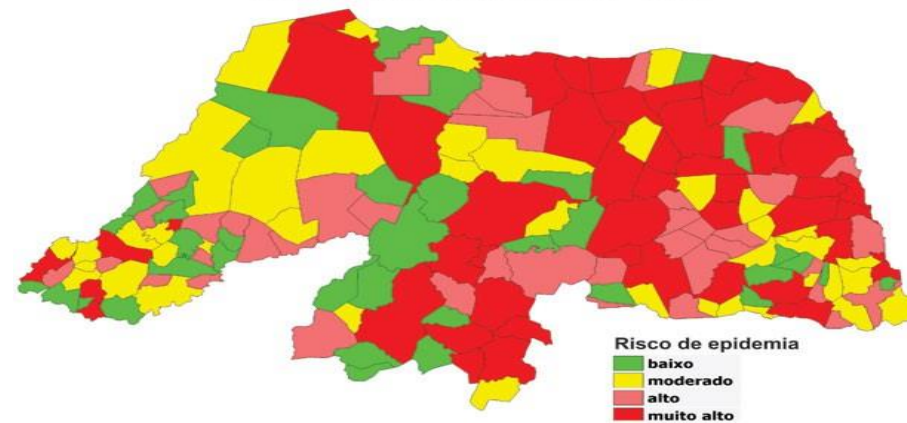 Risco de epidemia
baixo
moderado
alto
muito alto